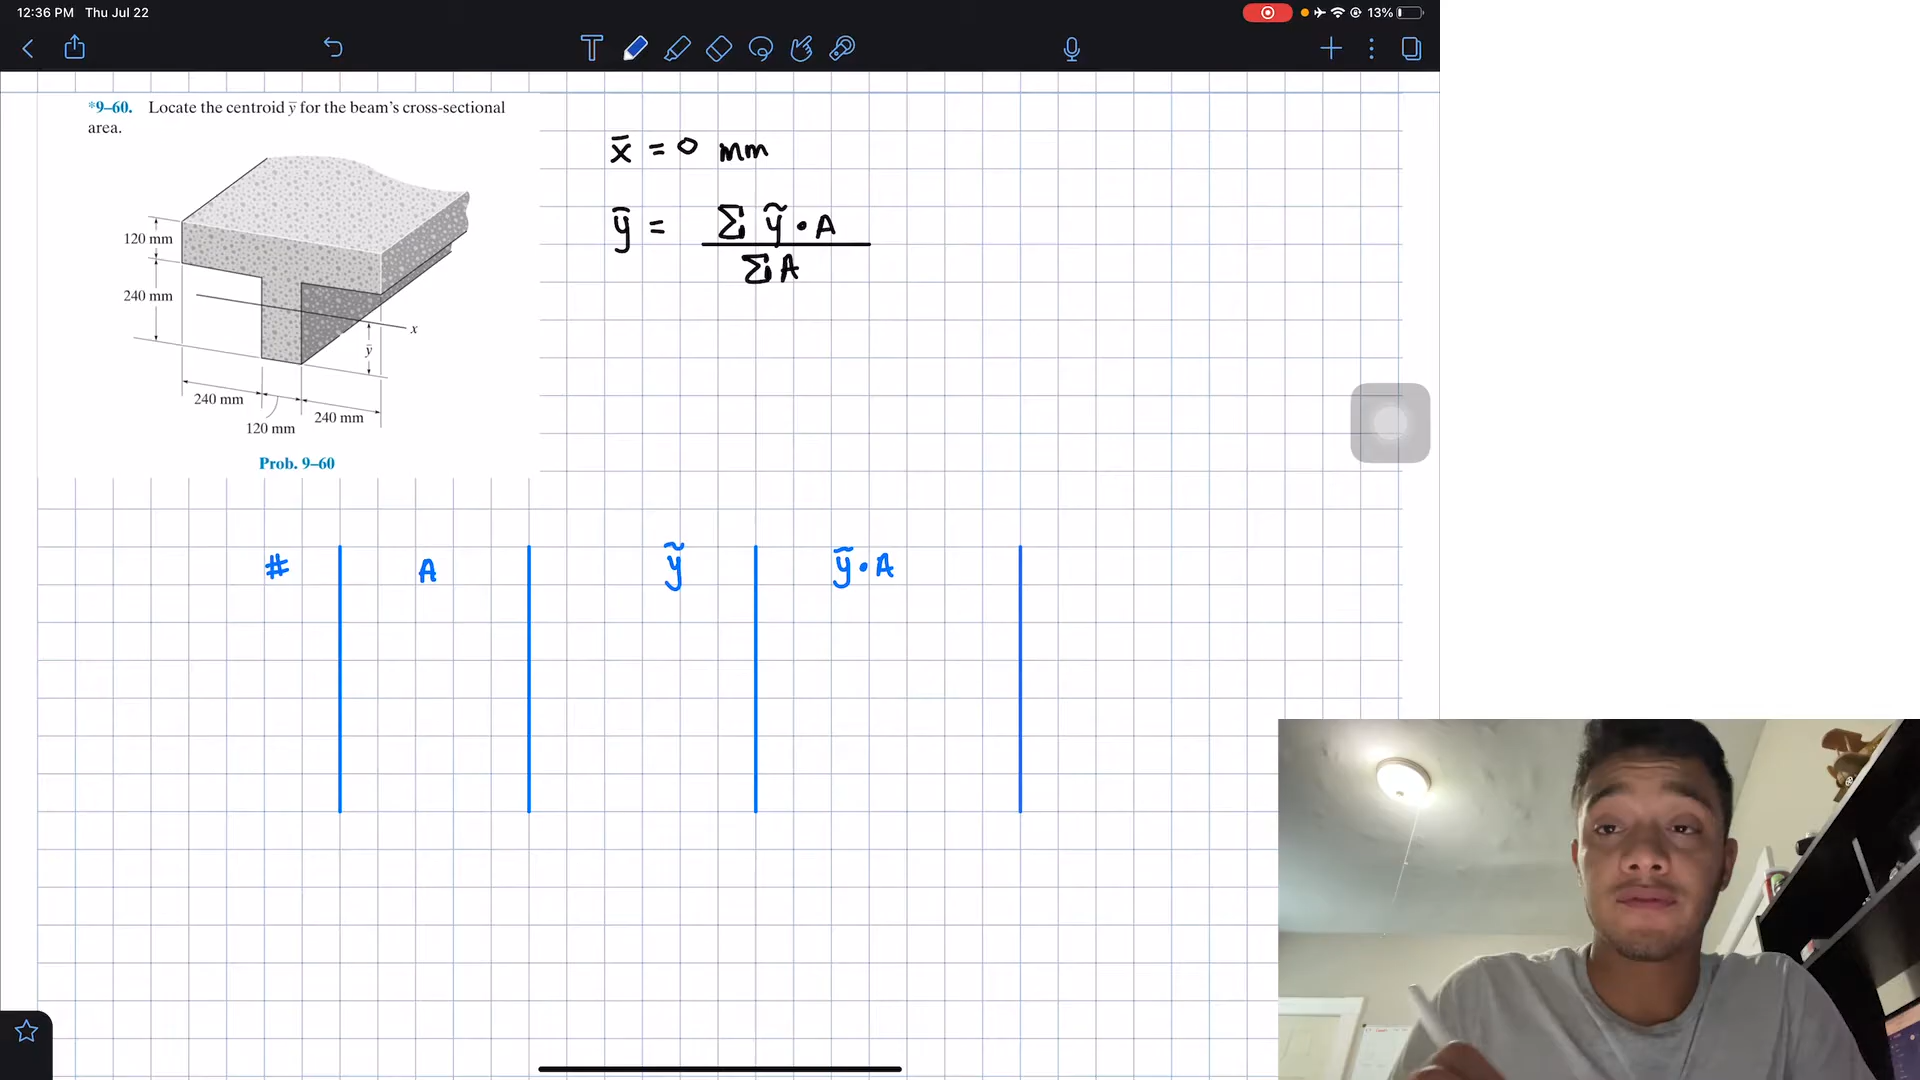 12:36 PM Thu Jul 22
13%
*9–60. Locate the centroid y̅ for the beam's cross-sectional
area.
120 mm
240 mm
x
y̅
240 mm
120 mm
240 mm
Prob. 9–60
x̅ = 0 mm
y̅ = Σ ỹ · A
Σ A
# A ỹ ỹ · A